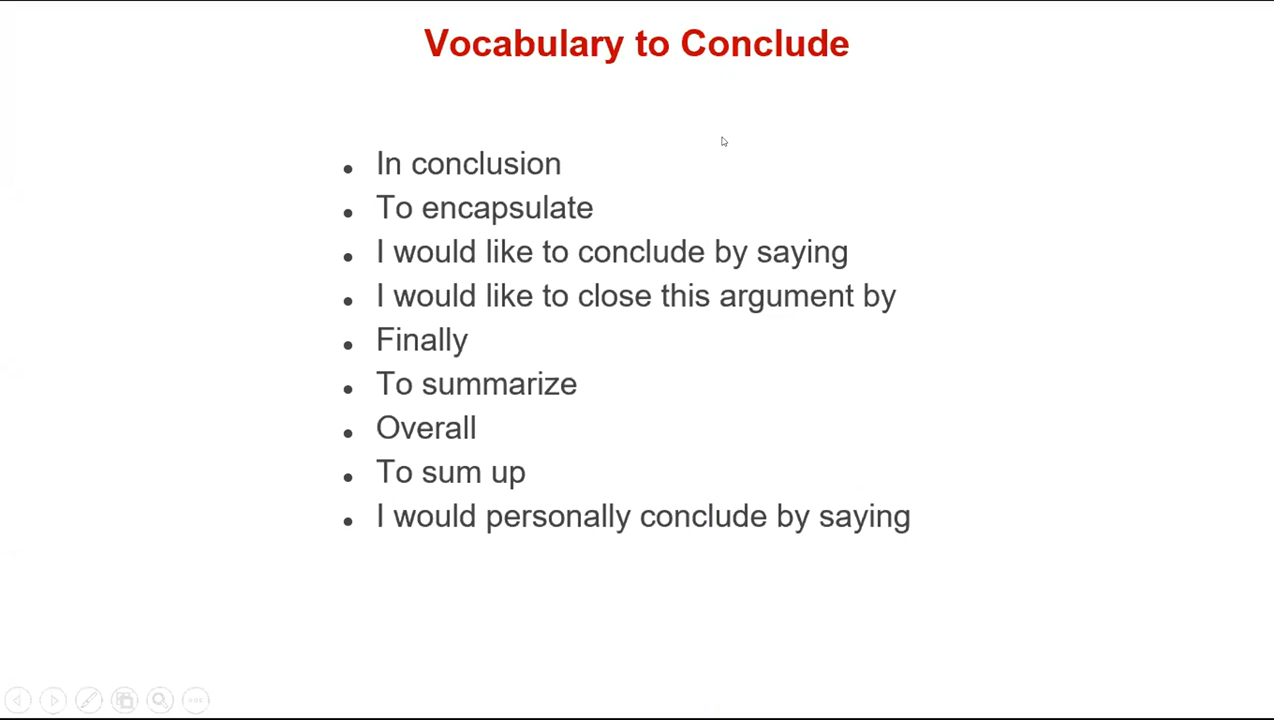 Vocabulary to Conclude
In conclusion
To encapsulate
I would like to conclude by saying
I would like to close this argument by
Finally
To summarize
Overall
To sum up
I would personally conclude by saying